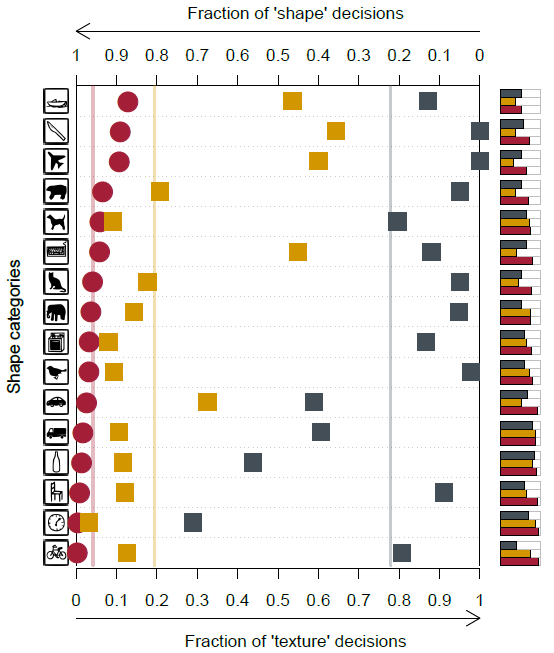 Fraction of 'shape' decisions
1 0.9 0.8 0.7 0.6 0.5 0.4 0.3 0.2 0.1 0
Shape categories
0 0.1 0.2 0.3 0.4 0.5 0.6 0.7 0.8 0.9 1
Fraction of 'texture' decisions